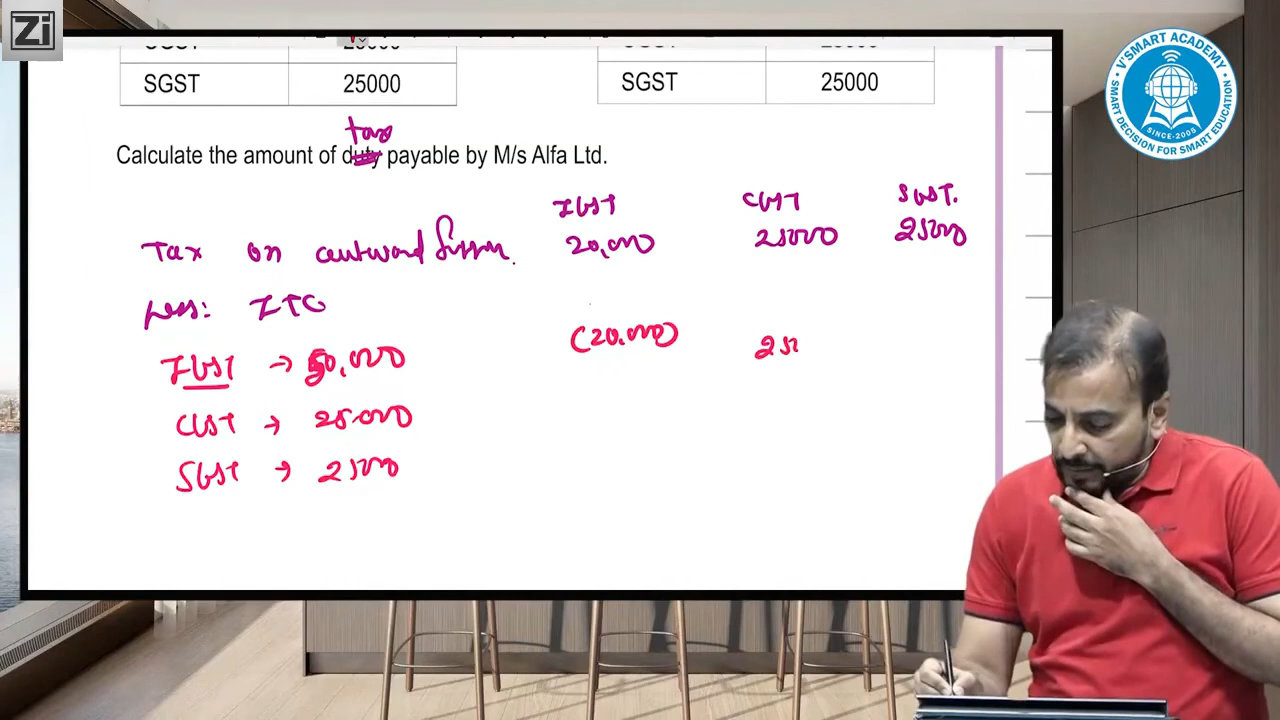 Zi
SGST 25000 SGST 25000
V'SMART ACADEMY
SINCE-2005
SMART DECISION FOR SMART EDUCATION
tax
Calculate the amount of duty payable by M/s Alfa Ltd.
IGST CGST SGST.
Tax on outward 20,000 25000 25000
Less: ITC
(20,000)
IGST → 50,000 25
CGST → 25000
SGST → 25000